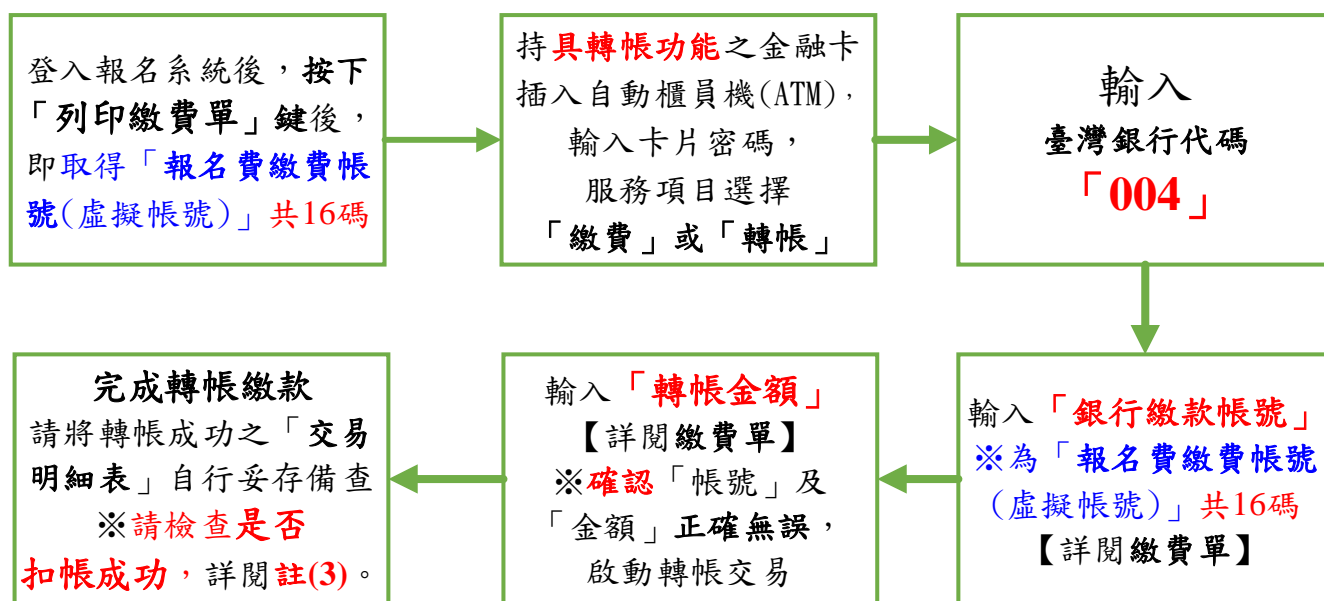 登入報名系統後，按下
「列印繳費單」鍵後，
即取得「報名費繳費帳
號(虛擬帳號)」共16碼
持具轉帳功能之金融卡
插入自動櫃員機(ATM)，
輸入卡片密碼，
服務項目選擇
「繳費」或「轉帳」
輸入
臺灣銀行代碼
「004」
輸入「銀行繳款帳號」
※為「報名費繳費帳號
(虛擬帳號)」共16碼
【詳閱繳費單】
輸入「轉帳金額」
【詳閱繳費單】
※確認「帳號」及
「金額」正確無誤，
啟動轉帳交易
完成轉帳繳款
請將轉帳成功之「交易
明細表」自行妥存備查
※請檢查是否
扣帳成功，詳閱註(3)。